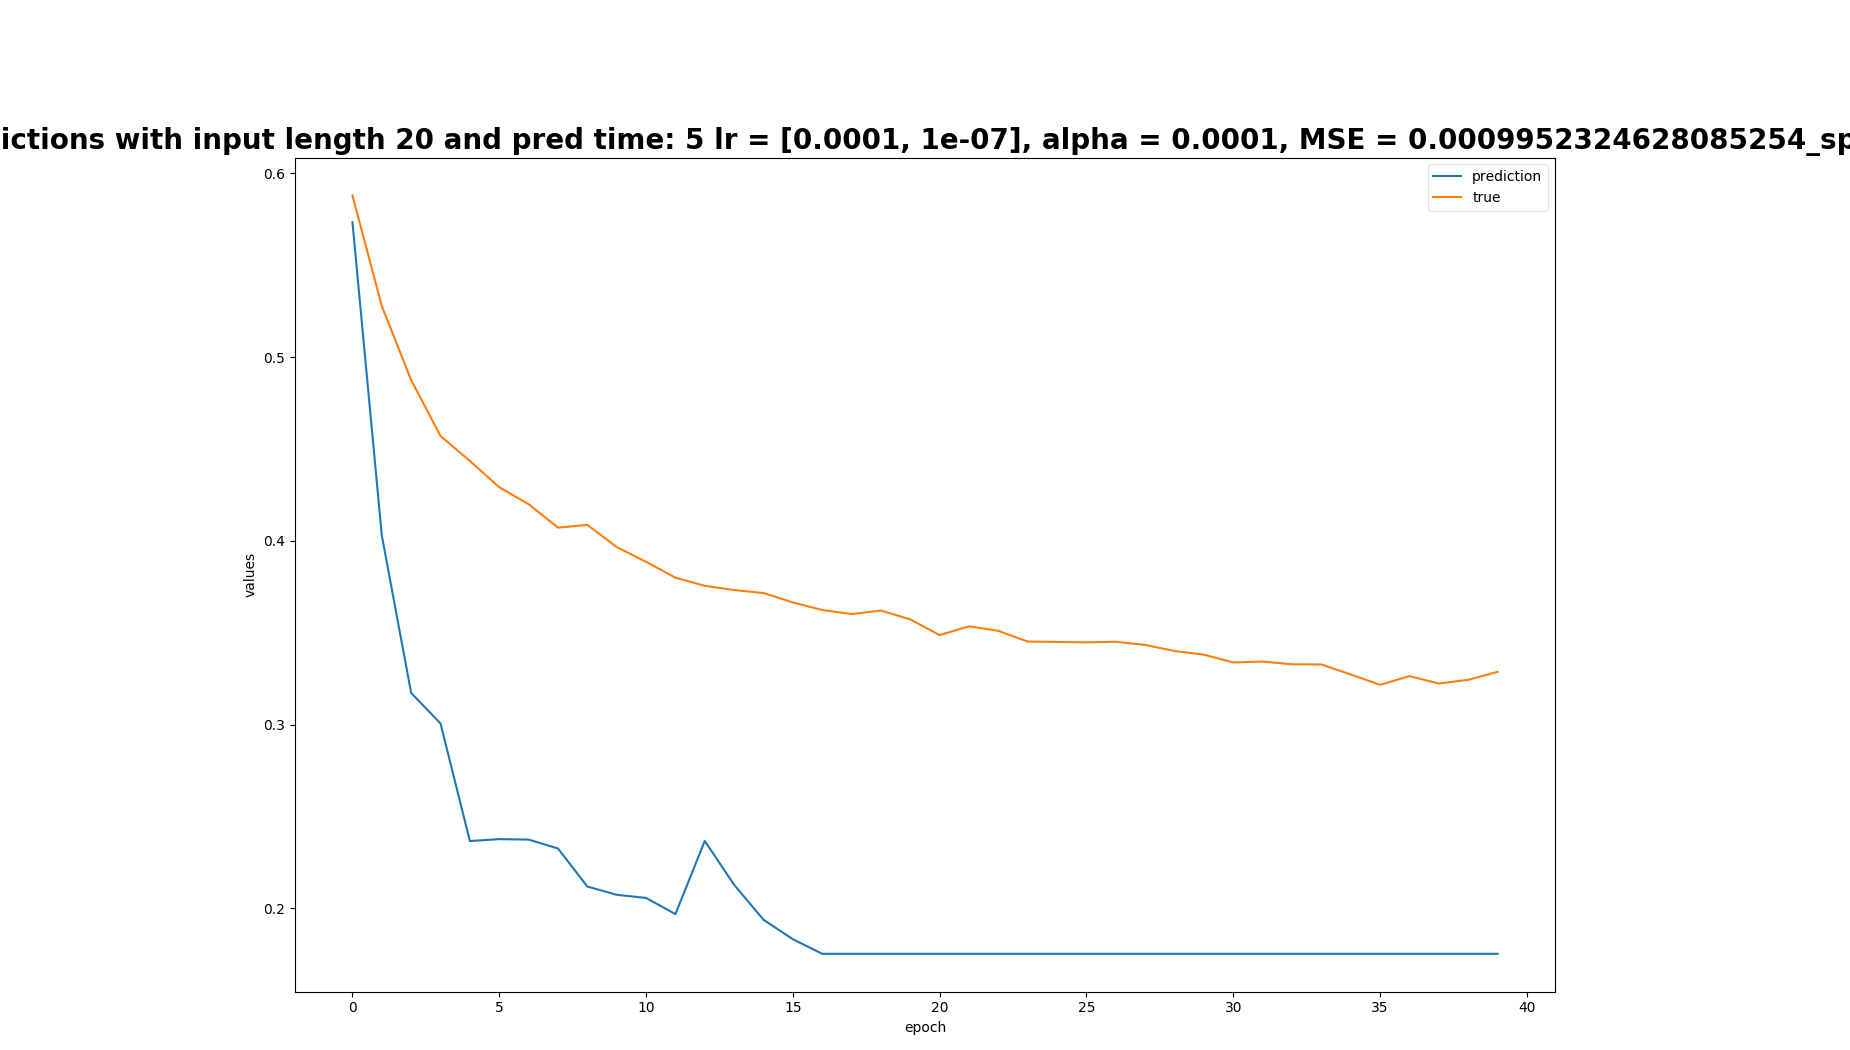 ictions with input length 20 and pred time: 5 lr = [0.0001, 1e-07], alpha = 0.0001, MSE = 0.0009952324628085254_sp
prediction
true
0.6
0.5
0.4
0.3
0.2
values
0
5
10
15
20
25
30
35
40
epoch